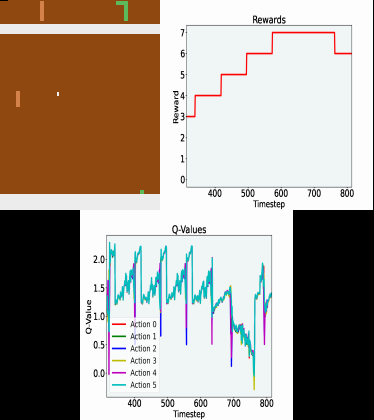 Rewards
7
6
5
4
3
2
1
0
Reward
400 500 600 700 800
Timestep
Q-Values
2.0
1.5
1.0
0.5
0.0
Q-Value
Action 0
Action 1
Action 2
Action 3
Action 4
Action 5
400 500 600 700 800
Timestep